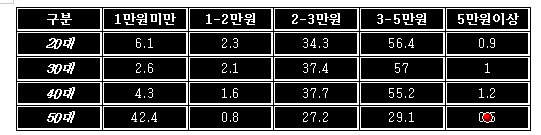 구분 1만원미만 1-2만원 2-3만원 3-5만원 5만원이상
20대 6.1 2.3 34.3 56.4 0.9
30대 2.6 2.1 37.4 57 1
40대 4.3 1.6 37.7 55.2 1.2
50대 42.4 0.8 27.2 29.1